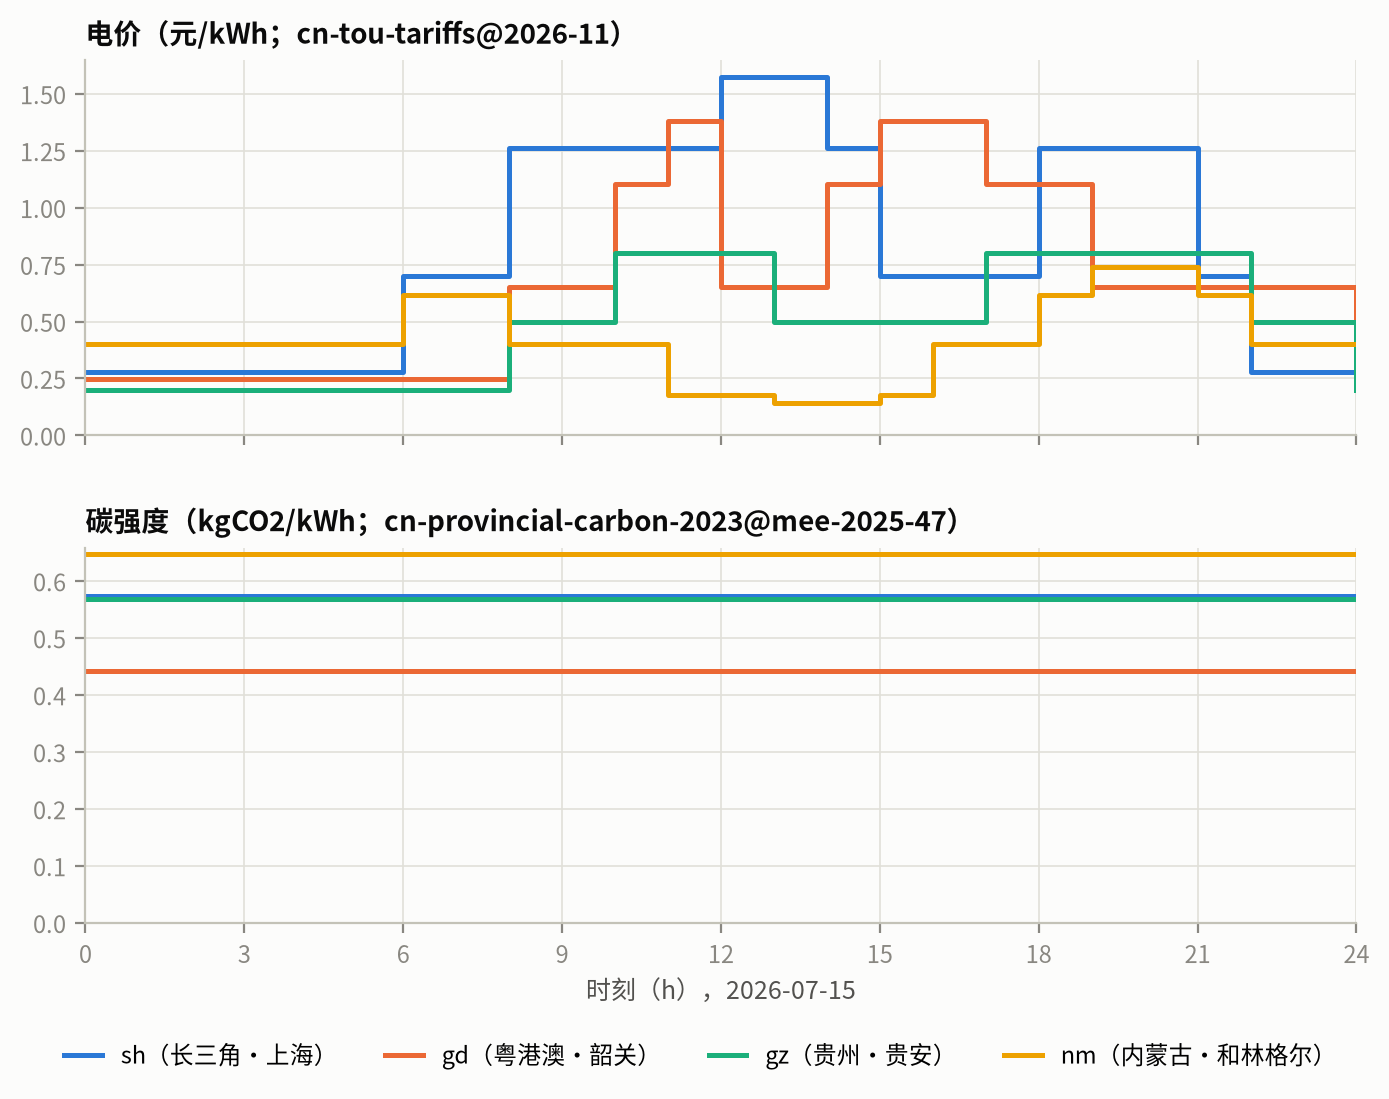 电价（元/kWh；cn-tou-tariffs@2026-11）
1.50
1.25
1.00
0.75
0.50
0.25
0.00
碳强度（kgCO2/kWh；cn-provincial-carbon-2023@mee-2025-47）
0.6
0.5
0.4
0.3
0.2
0.1
0.0
0 3 6 9 12 15 18 21 24
时刻（h），2026-07-15
sh（长三角・上海） gd（粤港澳・韶关） gz（贵州・贵安） nm（内蒙古・和林格尔）